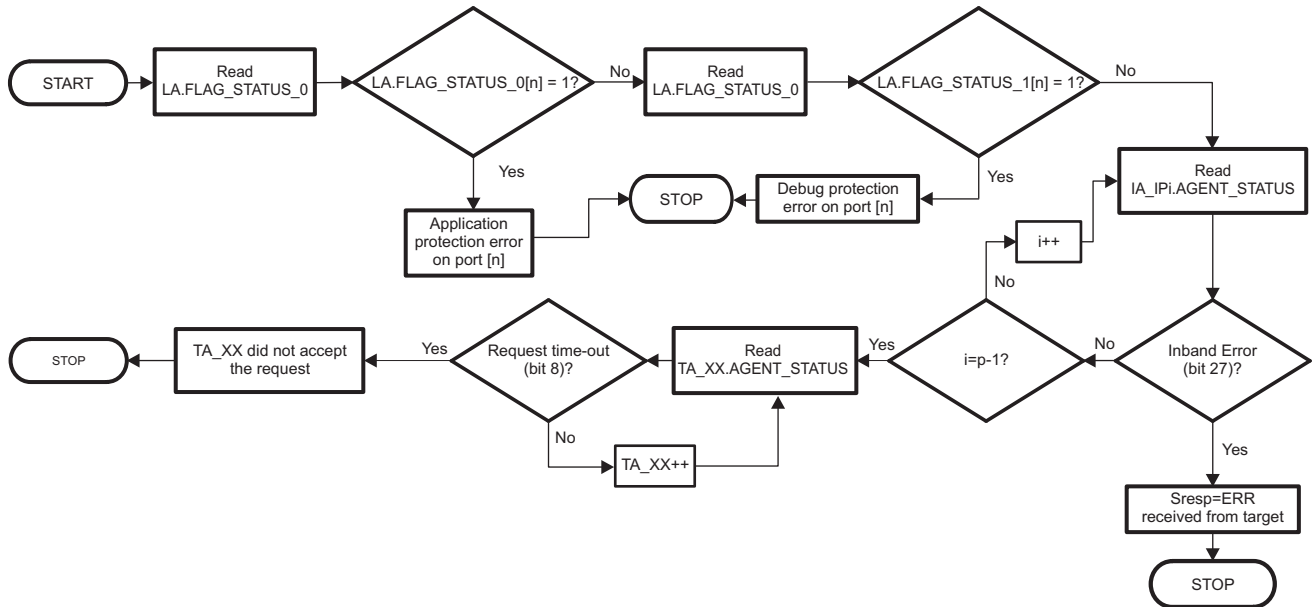 START
Read
LA.FLAG_STATUS_0
LA.FLAG_STATUS_0[n] = 1?
No
Read
LA.FLAG_STATUS_0
LA.FLAG_STATUS_1[n] = 1?
No
Yes
Yes
Read
IA_IPi.AGENT_STATUS
Application
protection error
on port [n]
STOP
Debug protection
error on port [n]
i++
No
STOP
TA_XX did not accept
the request
Yes
Request time-out
(bit 8)?
Read
TA_XX.AGENT_STATUS
Yes
i=p-1?
No
Inband Error
(bit 27)?
No
TA_XX++
Yes
Sresp=ERR
received from target
STOP